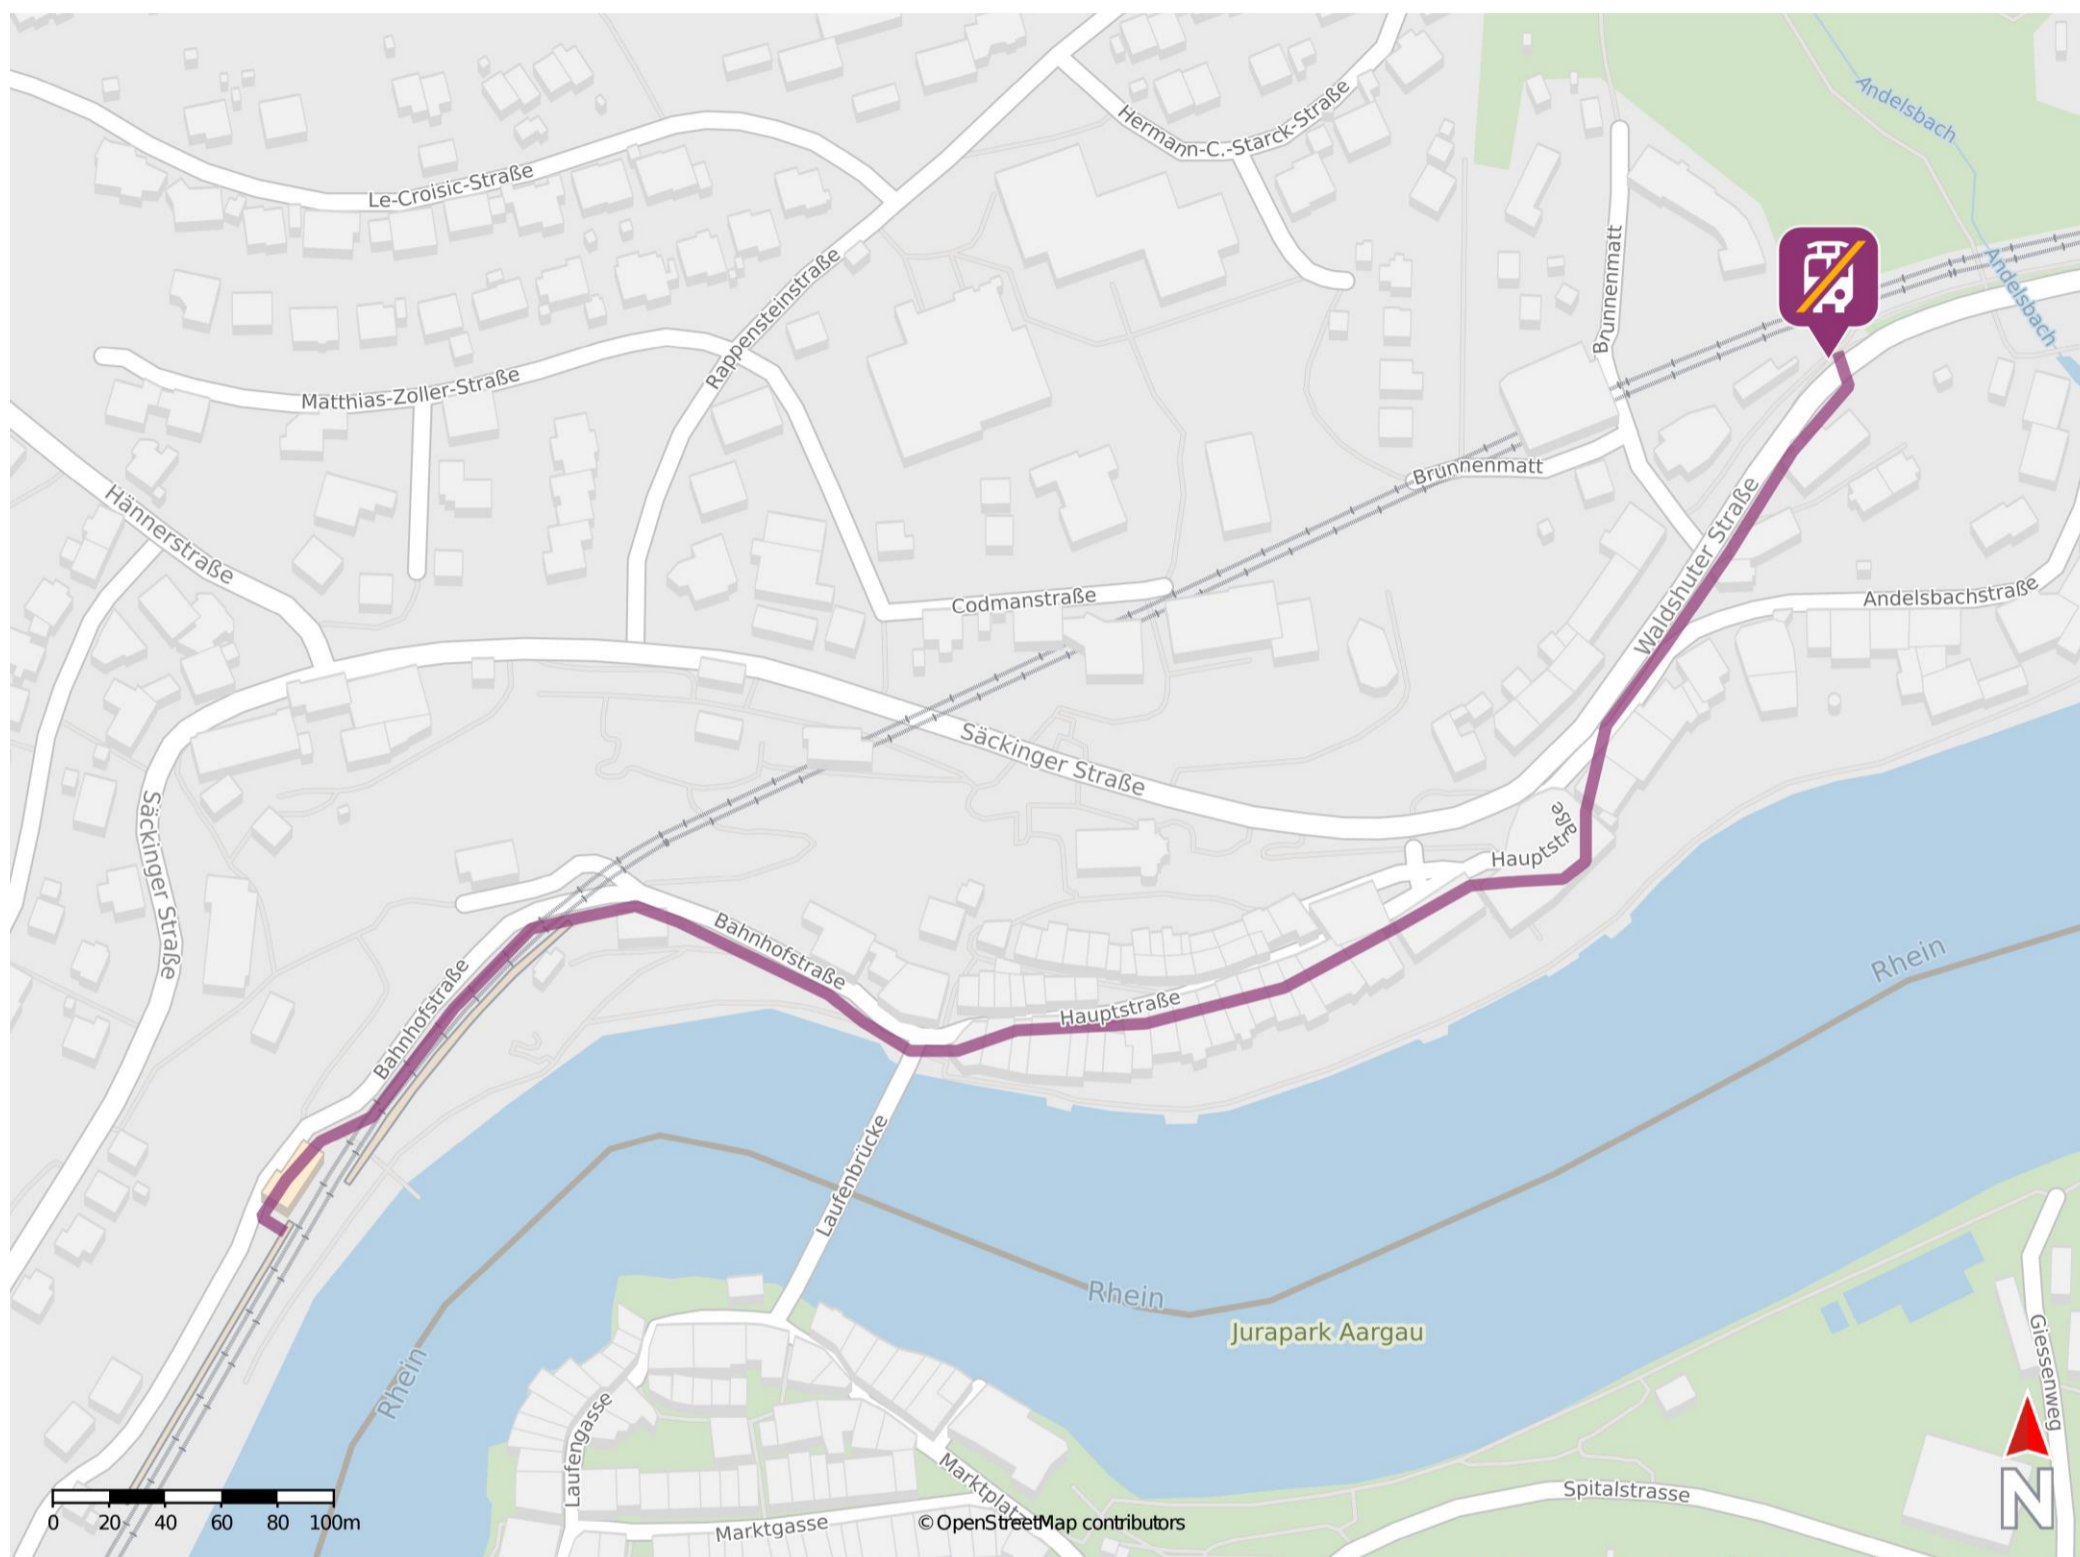 Andelsbach
Hermann-C.-Starck-Straße
Le-Croisic-Straße
Brunnenmatt
Andelsbach
Rappensteinstraße
Matthias-Zoller-Straße
Brunnenmatt
Hännerstraße
Waldshuter Straße
Codmanstraße
Andelsbachstraße
Säckinger Straße
Säckinger Straße
Hauptstraße
Bahnhofstraße
Rhein
Bahnhofstraße
Hauptstraße
Laufenbrücke
Rhein
Jurapark Aargau
Rhein
Giessenweg
Laufengasse
Marktplatz
Spitalstrasse
N
0 20 40 60 80 100m
Marktgasse
© OpenStreetMap contributors